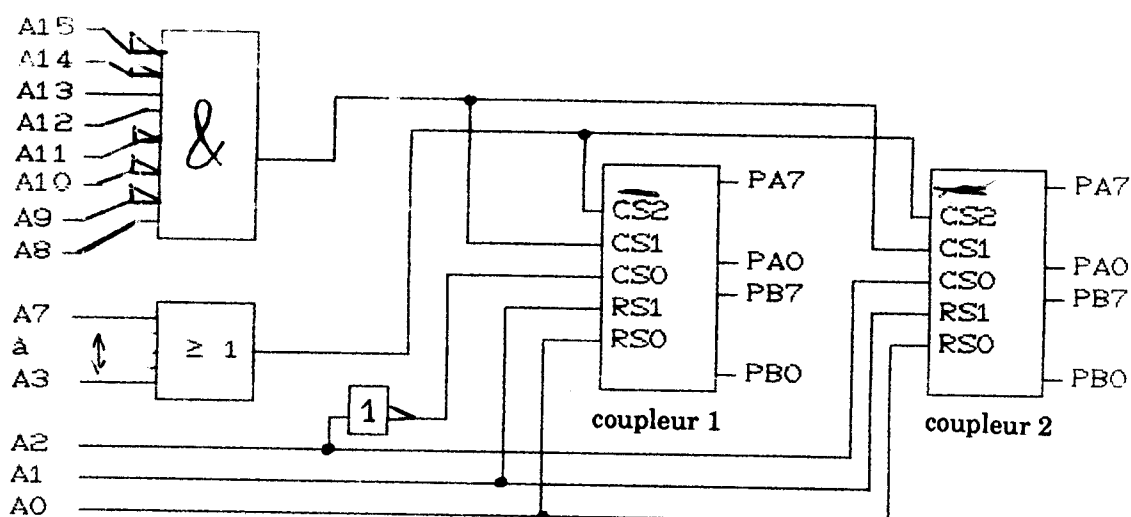 A15
A14
A13
A12
A11
A10
A9
A8
&
A7
à
A3
≥ 1
A2
A1
A0
1
CS2
CS1
CS0
RS1
RS0
PA7
PA0
PB7
PB0
coupleur 1
CS2
CS1
CS0
RS1
RS0
PA7
PA0
PB7
PB0
coupleur 2